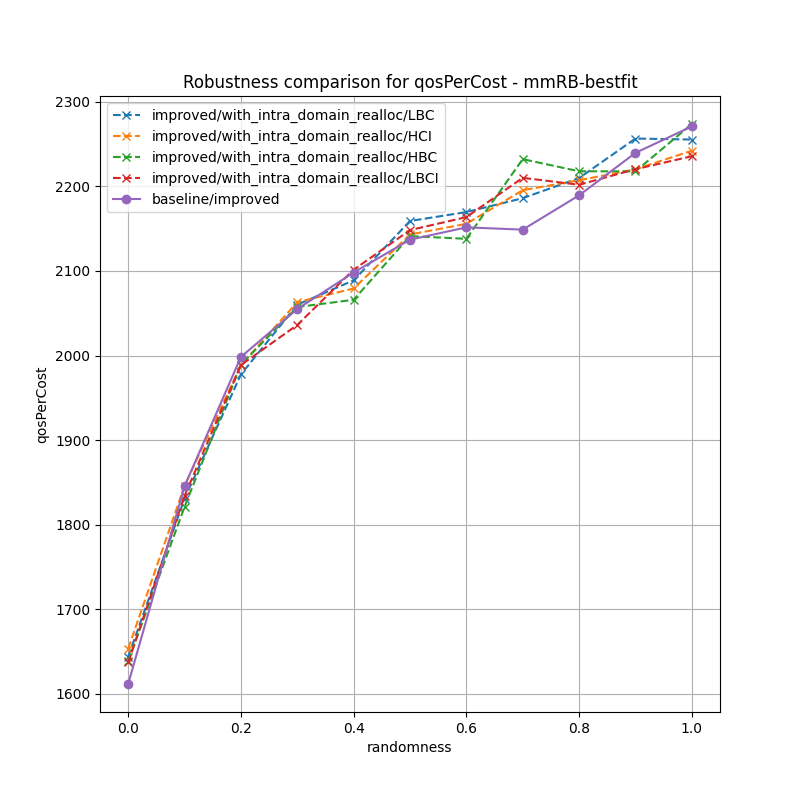 Robustness comparison for qosPerCost - mmRB-bestfit
improved/with_intra_domain_realloc/LBC
improved/with_intra_domain_realloc/HCI
improved/with_intra_domain_realloc/HBC
improved/with_intra_domain_realloc/LBCI
baseline/improved
qosPerCost
2300
2200
2100
2000
1900
1800
1700
1600
0.0 0.2 0.4 0.6 0.8 1.0
randomness